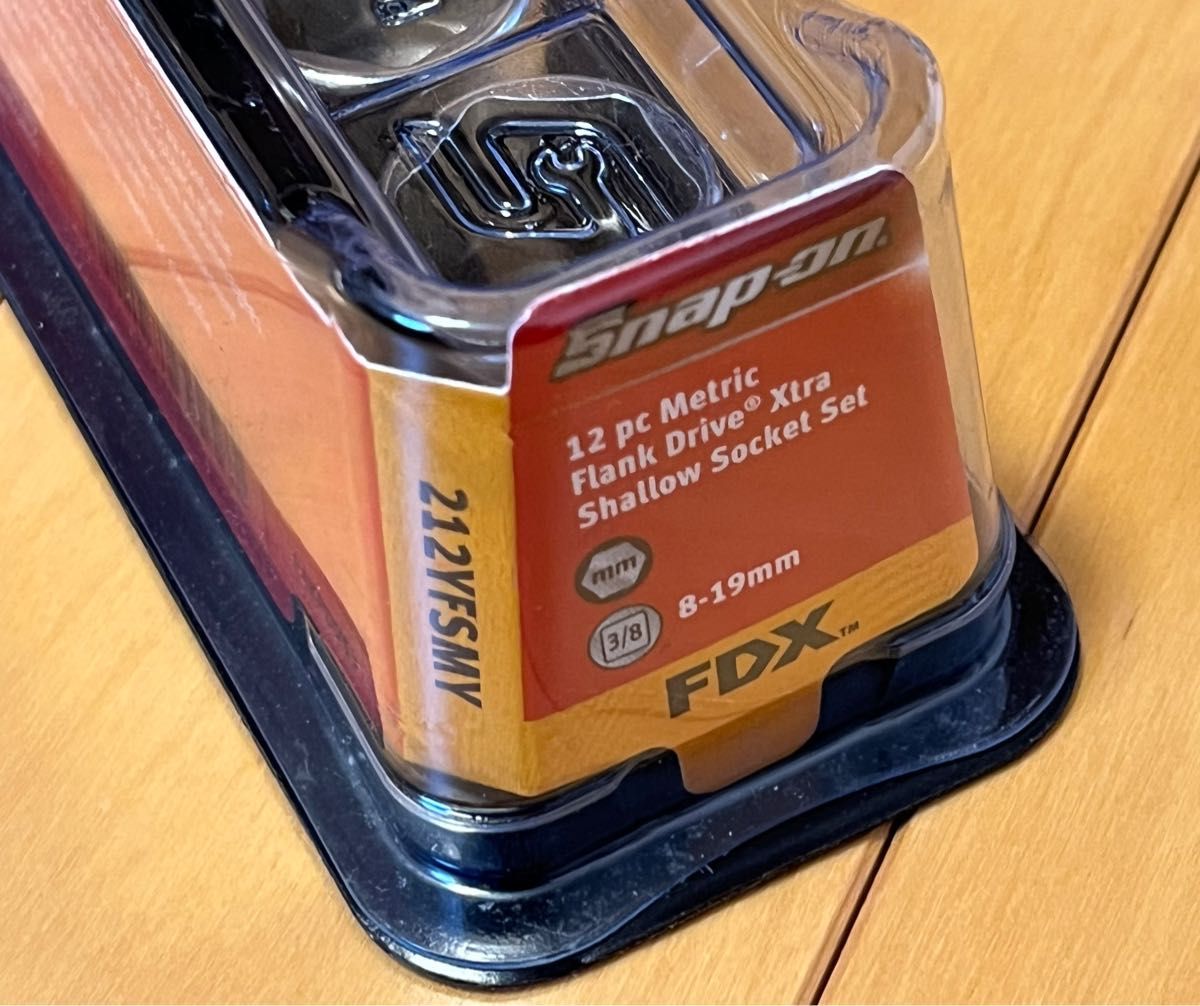 Snap-on.
12 pc Metric
Flank Drive® Xtra
Shallow Socket Set
mm
3/8
8-19mm
FDX™
212YFSMY